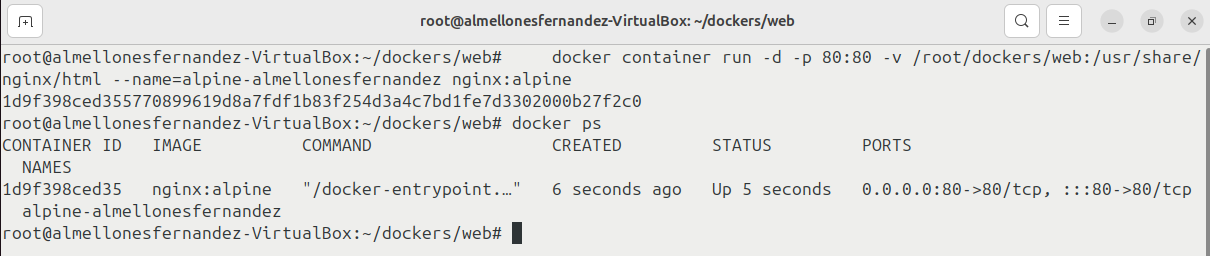 root@almellonesfernandez-VirtualBox: ~/dockers/web
root@almellonesfernandez-VirtualBox:~/dockers/web#     docker container run -d -p 80:80 -v /root/dockers/web:/usr/share/
nginx/html --name=alpine-almellonesfernandez nginx:alpine
1d9f398ced355770899619d8a7fdf1b83f254d3a4c7bd1fe7d3302000b27f2c0
root@almellonesfernandez-VirtualBox:~/dockers/web# docker ps
CONTAINER ID   IMAGE          COMMAND                  CREATED         STATUS         PORTS
  NAMES
1d9f398ced35   nginx:alpine   "/docker-entrypoint.…"   6 seconds ago   Up 5 seconds   0.0.0.0:80->80/tcp, :::80->80/tcp
  alpine-almellonesfernandez
root@almellonesfernandez-VirtualBox:~/dockers/web#